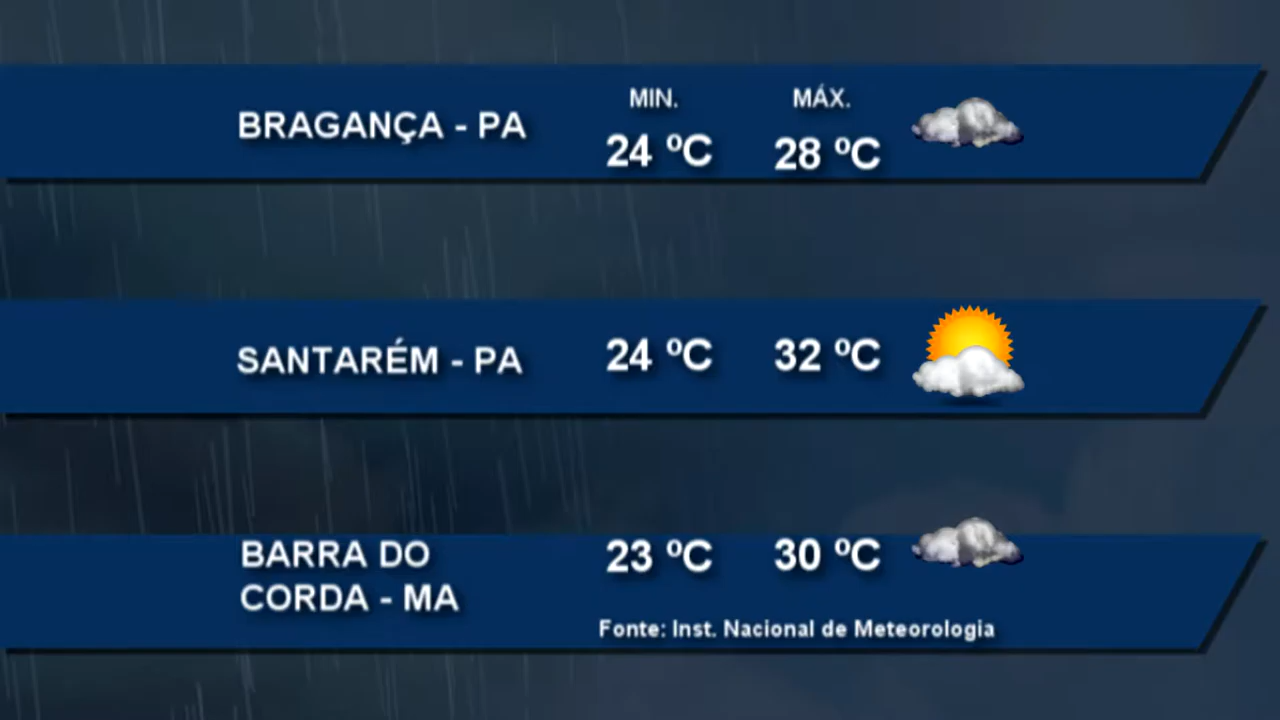 MIN. MÁX.
BRAGANÇA - PA 24 ºC 28 ºC
SANTARÉM - PA 24 ºC 32 ºC
BARRA DO 23 ºC 30 ºC
CORDA - MA
Fonte: Inst. Nacional de Meteorologia